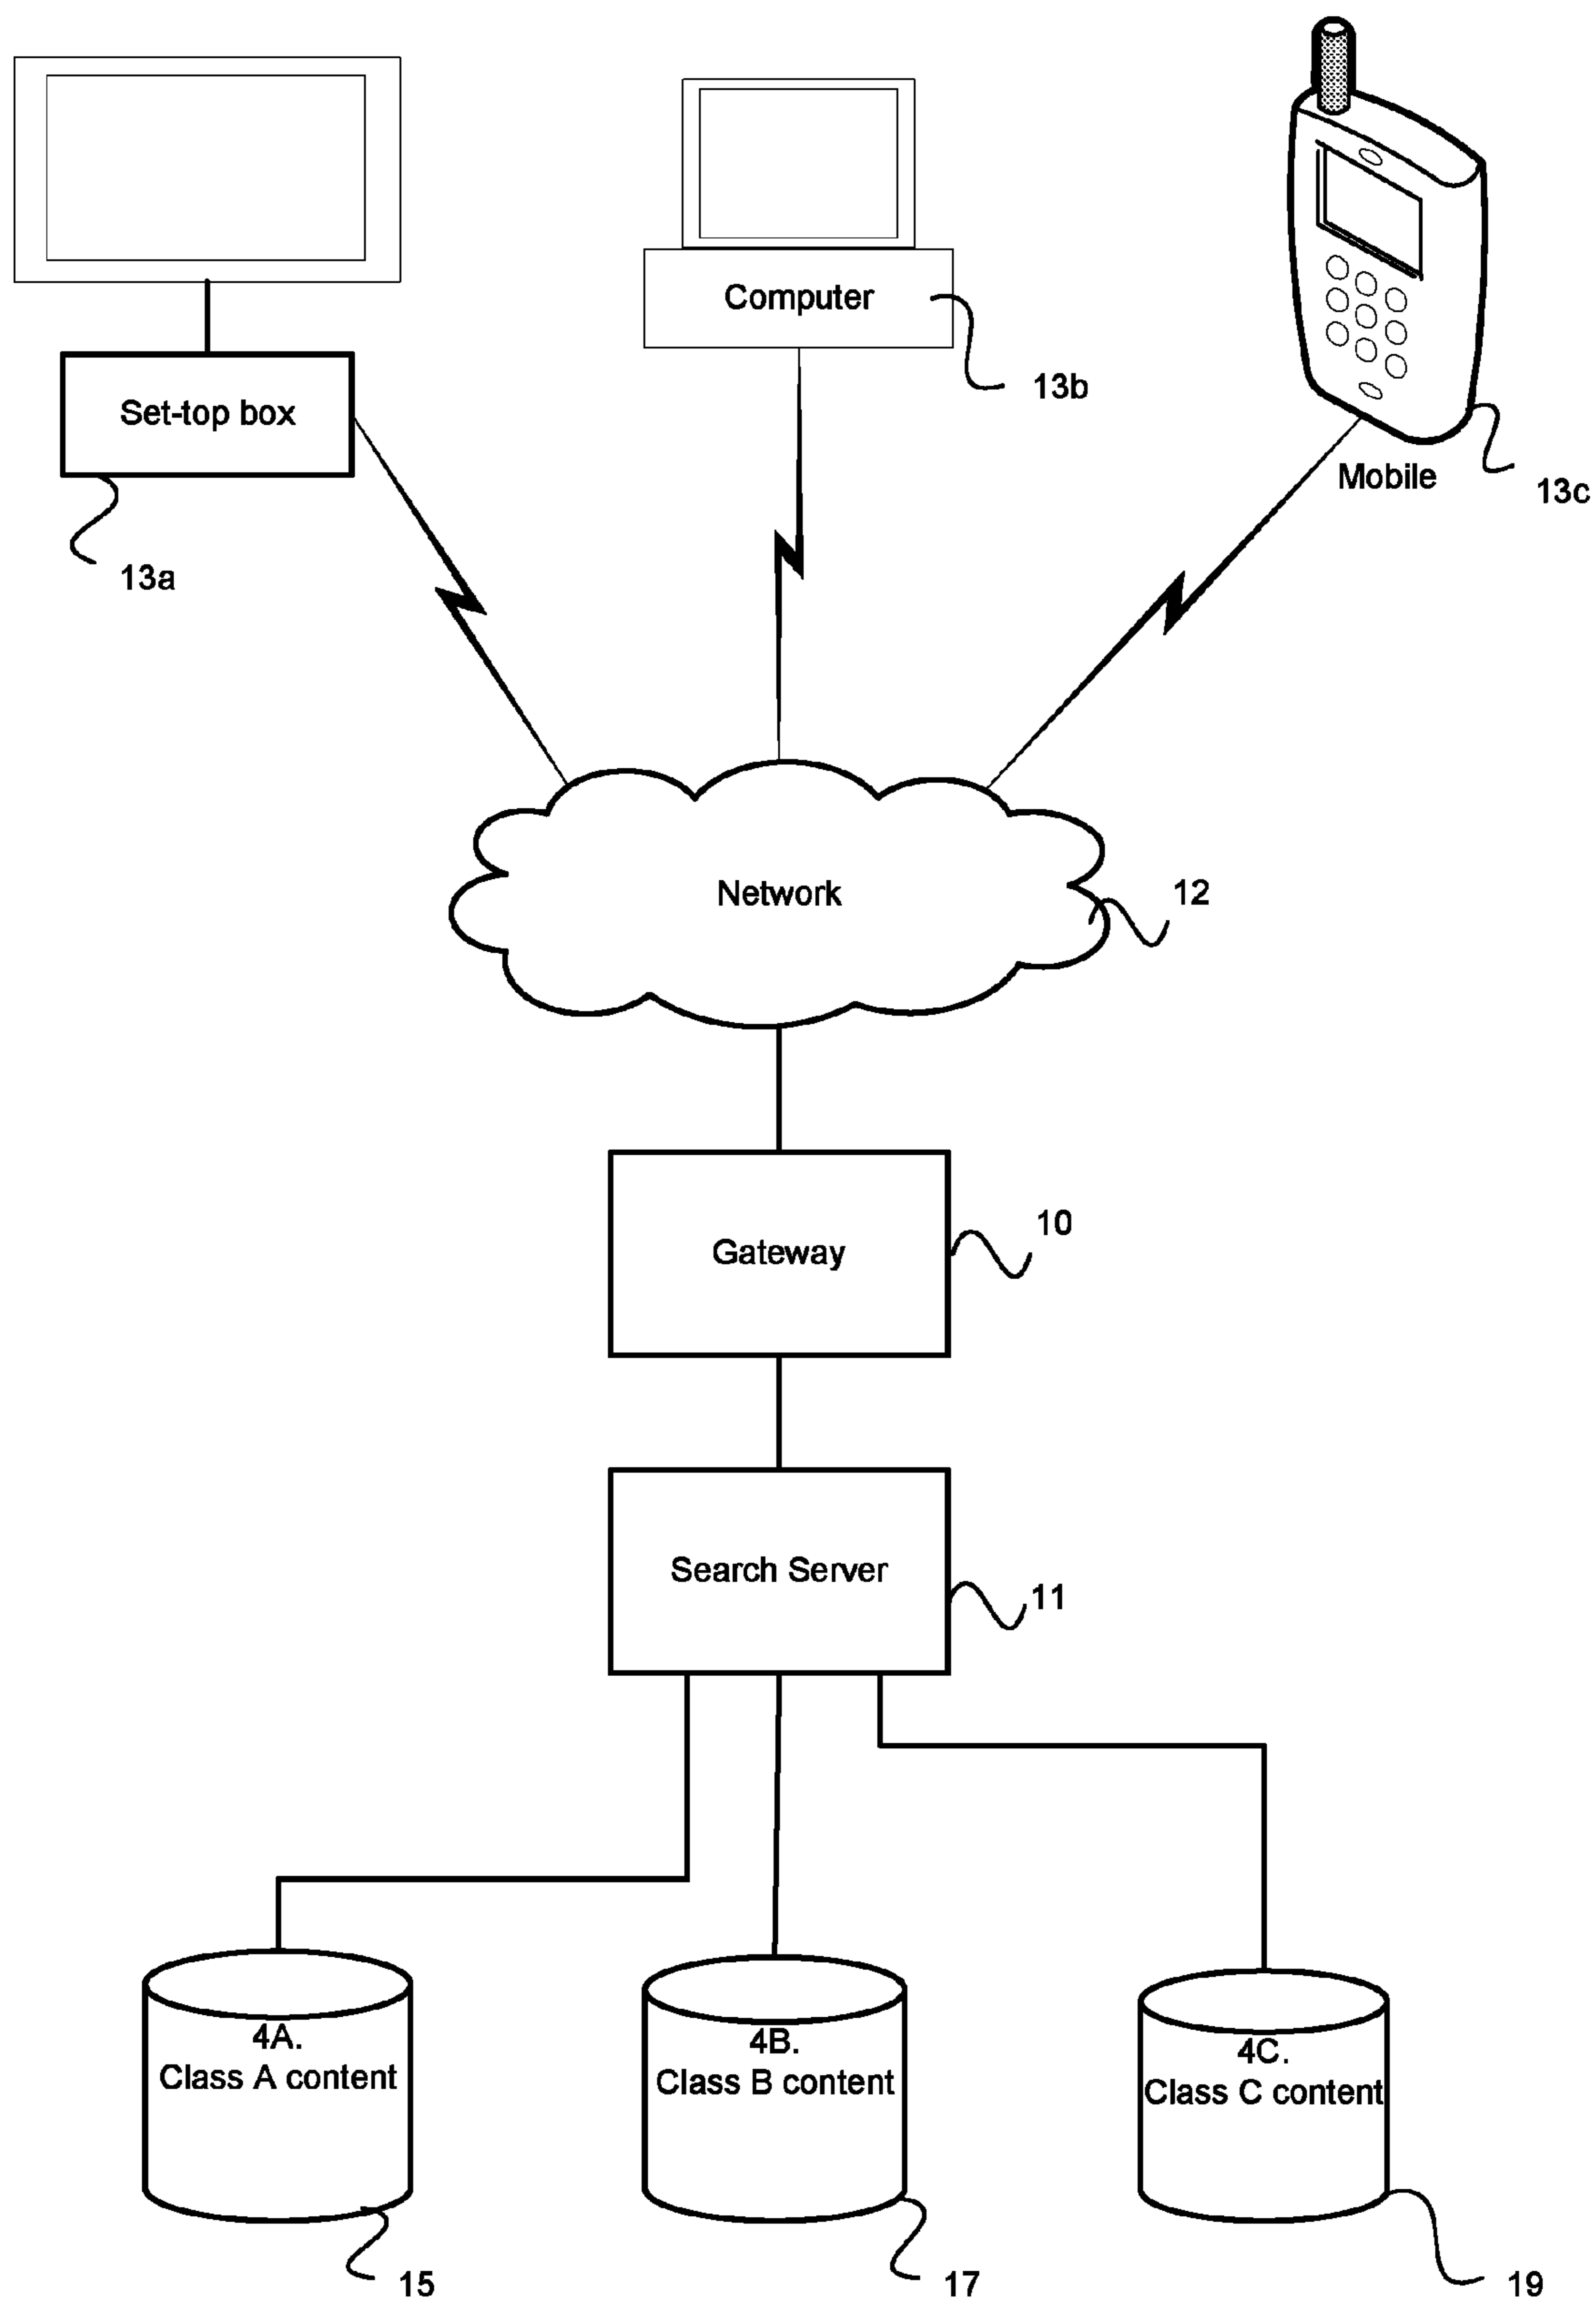 Computer
13b
Set-top box
Mobile
13c
13a
Network
12
10
Gateway
Search Server
11
4A.
Class A content
4B.
Class B content
4C.
Class C content
15
17
19